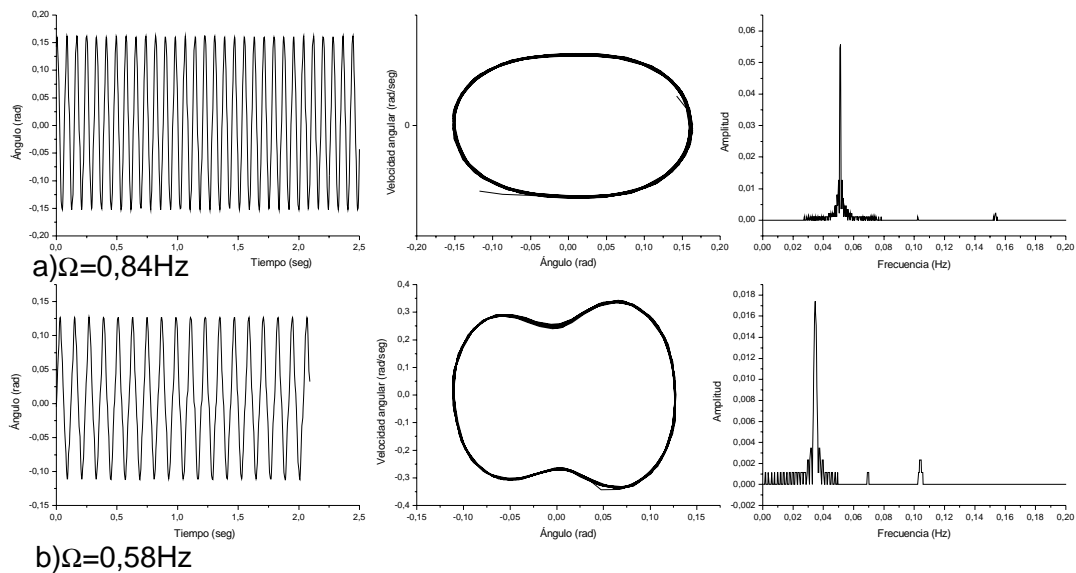 0,20
0,15
0,10
0,05
0,00
-0,05
-0,10
-0,15
-0,20
Ángulo (rad)
0,0 0,5 1,0 1,5 2,0 2,5
Tiempo (seg)
Velocidad angular (rad/seg)
0
-0,20 -0,15 -0,10 -0,05 0,00 0,05 0,10 0,15 0,20
Ángulo (rad)
0,06
0,05
0,04
0,03
0,02
0,01
0,00
Amplitud
0,00 0,02 0,04 0,06 0,08 0,10 0,12 0,14 0,16 0,18 0,20
Frecuencia (Hz)
a)Ω=0,84Hz
0,15
0,10
0,05
0,00
-0,05
-0,10
-0,15
Ángulo (rad)
0,0 0,5 1,0 1,5 2,0 2,5
Tiempo (seg)
0,4
0,3
0,2
0,1
0,0
-0,1
-0,2
-0,3
-0,4
Velocidad angular (rad/seg)
-0,15 -0,10 -0,05 0,00 0,05 0,10 0,15
Ángulo (rad)
0,018
0,016
0,014
0,012
0,010
0,008
0,006
0,004
0,002
0,000
-0,002
Amplitud
0,00 0,02 0,04 0,06 0,08 0,10 0,12 0,14 0,16 0,18 0,20
Frecuencia (Hz)
b)Ω=0,58Hz